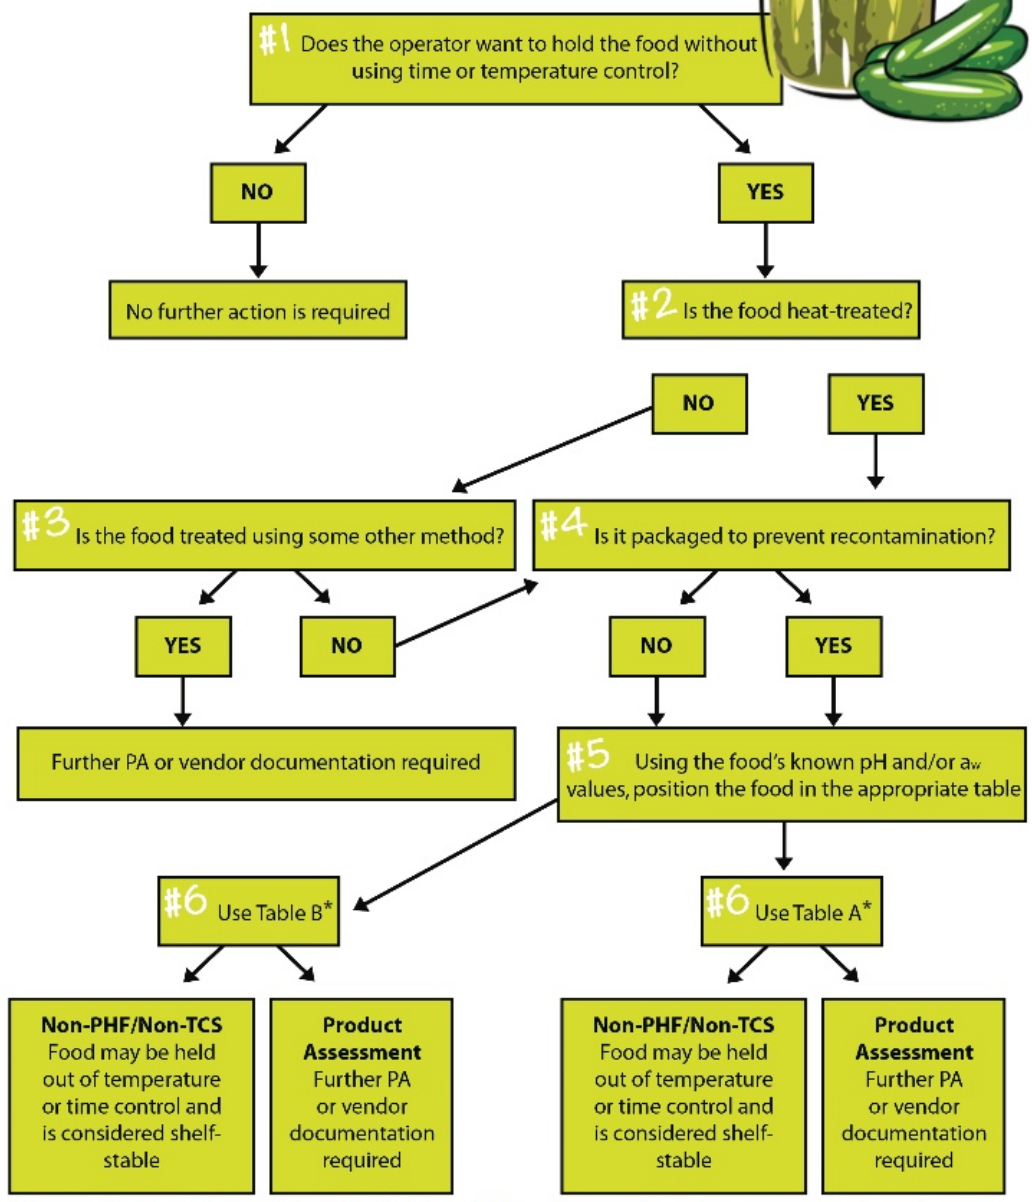 #1 Does the operator want to hold the food without
using time or temperature control?
NO
YES
No further action is required
#2 Is the food heat-treated?
NO
YES
#3 Is the food treated using some other method?
#4 Is it packaged to prevent recontamination?
YES
NO
NO
YES
Further PA or vendor documentation required
#5 Using the food's known pH and/or aw
values, position the food in the appropriate table
#6 Use Table B*
#6 Use Table A*
Non-PHF/Non-TCS
Food may be held
out of temperature
or time control and
is considered shelf-
stable
Product
Assessment
Further PA
or vendor
documentation
required
Non-PHF/Non-TCS
Food may be held
out of temperature
or time control and
is considered shelf-
stable
Product
Assessment
Further PA
or vendor
documentation
required